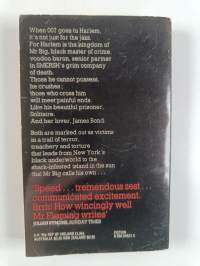 When 007 goes to Harlem,
it's not just for the jazz.
For Harlem is the kingdom of
Mr Big, black master of crime,
voodoo baron, senior partner
in SMERSH's grim company
of death.
Those he cannot possess,
he crushes;
those who cross him
will meet painful ends.
Like his beautiful prisoner,
Solitaire.
And her lover, James Bond.
Both are marked out as victims
in a trail of terror,
treachery and torture
that leads from New York's
black underworld to the
shark-infested island in the sun
that Mr Big calls his own...
'Speed... tremendous zest...
communicated excitement.
Brrh! How wincingly well
Mr Fleming writes'
JULIAN SYMONS, SUNDAY TIMES
FICTION